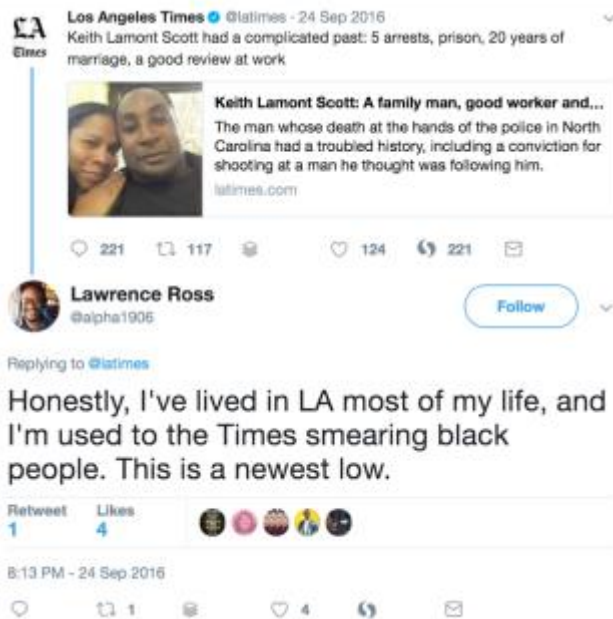 LA
Times
Los Angeles Times @latimes · 24 Sep 2016
Keith Lamont Scott had a complicated past: 5 arrests, prison, 20 years of
marriage, a good review at work
Keith Lamont Scott: A family man, good worker and...
The man whose death at the hands of the police in North
Carolina had a troubled history, including a conviction for
shooting at a man he thought was following him.
latimes.com
221 117 124 221
Lawrence Ross
@alpha1906
Follow
Replying to @latimes
Honestly, I've lived in LA most of my life, and
I'm used to the Times smearing black
people. This is a newest low.
Retweet Likes
1 4
8:13 PM - 24 Sep 2016
1 4